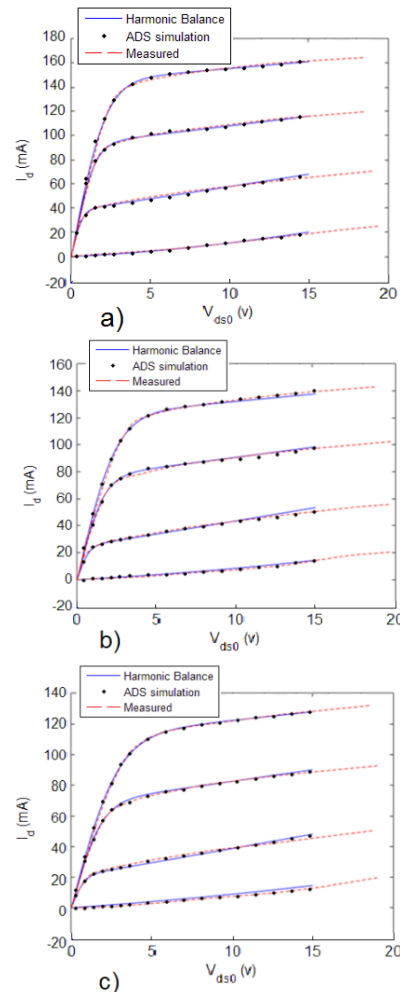 a)
Harmonic Balance
ADS simulation
Measured
180
160
140
120
100
80
60
40
20
0
-20
I_d (mA)
0 5 10 15 20
V_ds0 (v)
b)
Harmonic Balance
ADS simulation
Measured
160
140
120
100
80
60
40
20
0
-20
I_d (mA)
0 5 10 15 20
V_ds0 (v)
c)
Harmonic Balance
ADS simulation
Measured
140
120
100
80
60
40
20
0
-20
I_d (mA)
0 5 10 15 20
V_ds0 (v)